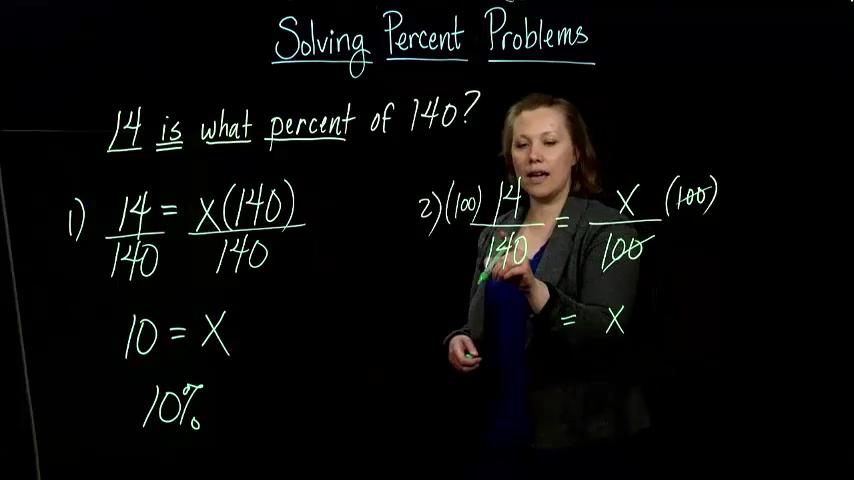 Solving Percent Problems
14 is what percent of 140?
1) 14/140 = X(140)/140
10 = X
10%
2) (100) 14/140 = X/100 (100)
= X